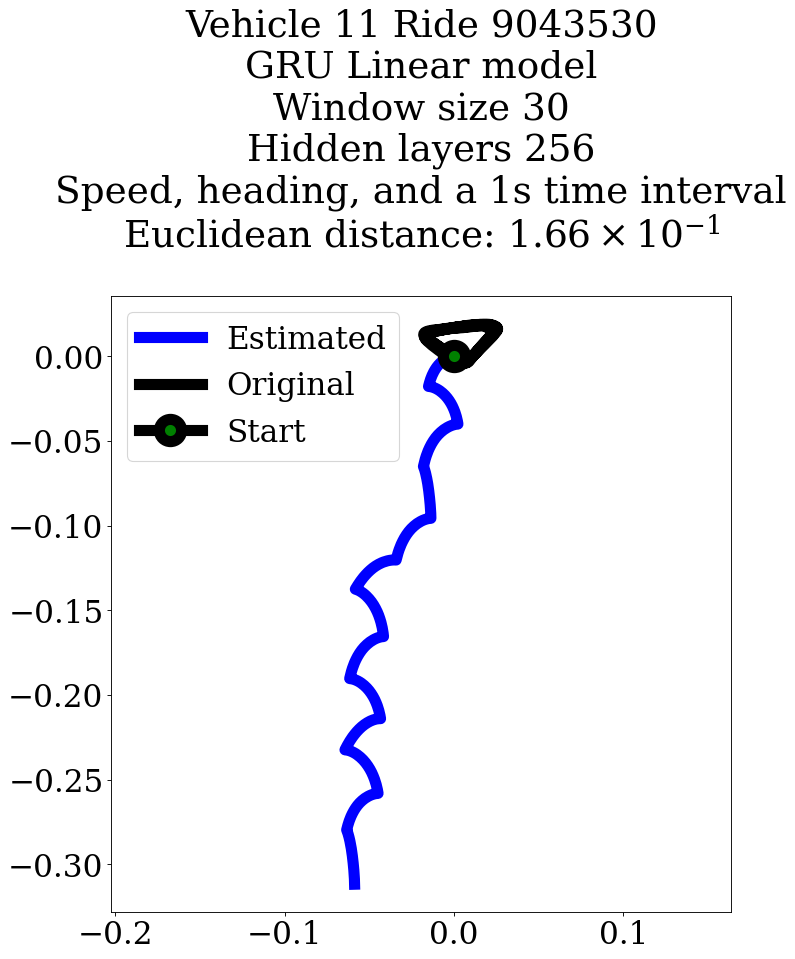 Vehicle 11 Ride 9043530
GRU Linear model
Window size 30
Hidden layers 256
Speed, heading, and a 1s time interval
Euclidean distance: 1.66 × 10⁻¹
Estimated
Original
Start
0.00
−0.05
−0.10
−0.15
−0.20
−0.25
−0.30
−0.2 −0.1 0.0 0.1